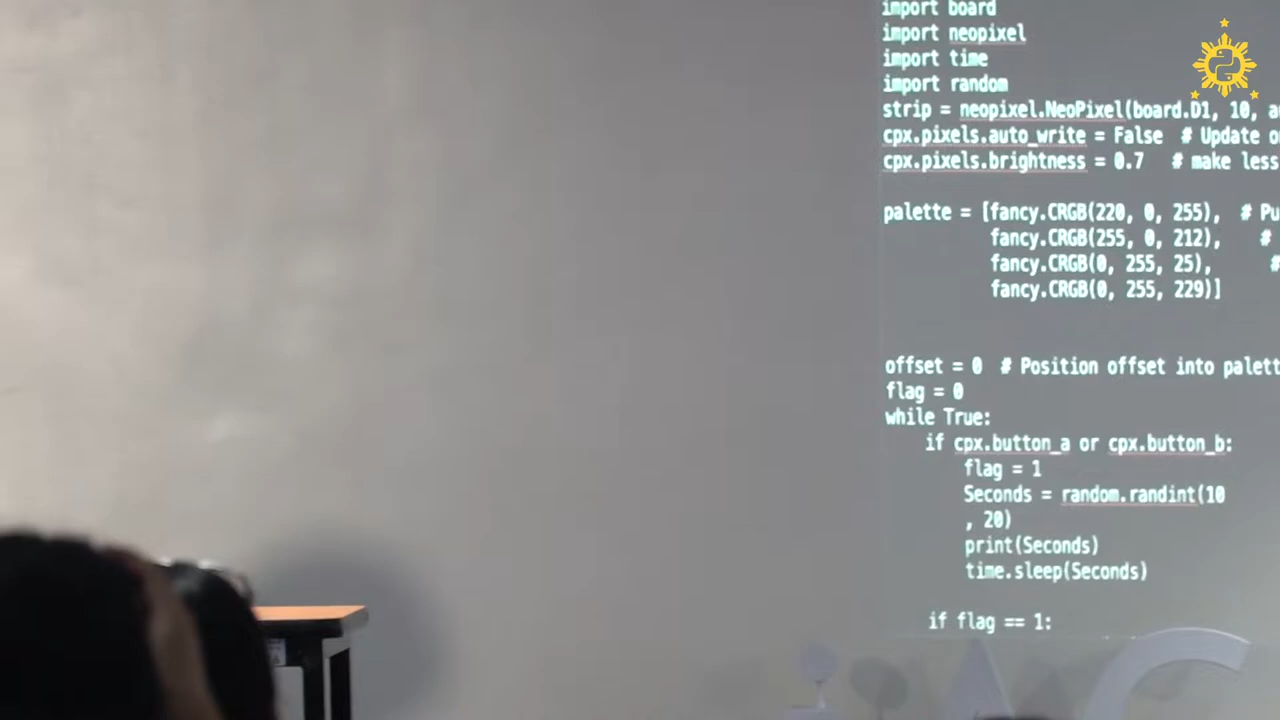 import board
import neopixel
import time
import random
strip = neopixel.NeoPixel(board.D1, 10,
cpx.pixels.auto_write = False  # Update
cpx.pixels.brightness = 0.7   # make less
palette = [fancy.CRGB(220, 0, 255),  #
fancy.CRGB(255, 0, 212),    #
fancy.CRGB(0, 255, 25),      #
fancy.CRGB(0, 255, 229)]
offset = 0  # Position offset into
flag = 0
while True:
if cpx.button_a or cpx.button_b:
flag = 1
Seconds = random.randint(10
, 20)
print(Seconds)
time.sleep(Seconds)
if flag == 1: